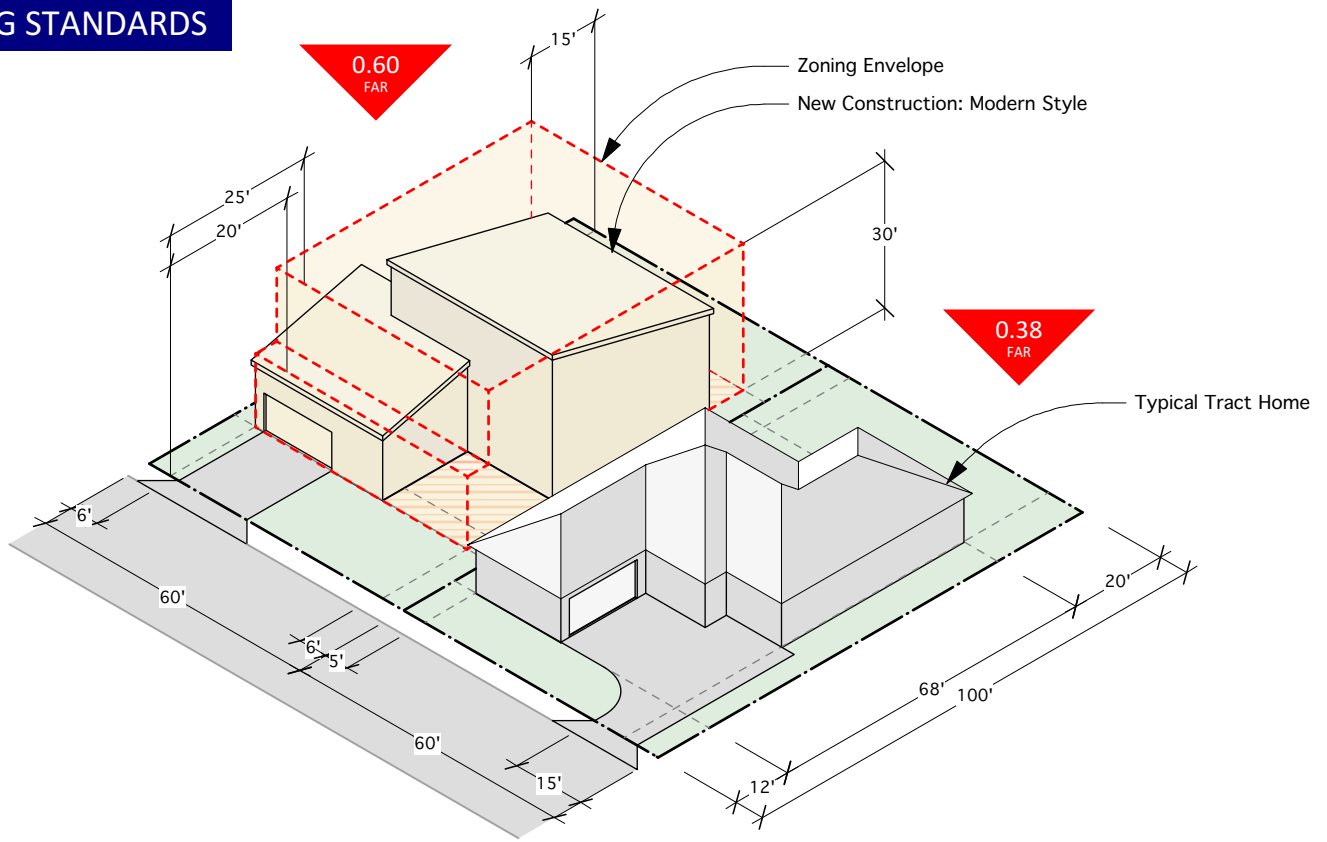 G STANDARDS
0.60
FAR
15'
Zoning Envelope
New Construction: Modern Style
25'
20'
30'
0.38
FAR
Typical Tract Home
6'
60'
6'
5'
60'
15'
20'
68'
100'
12'